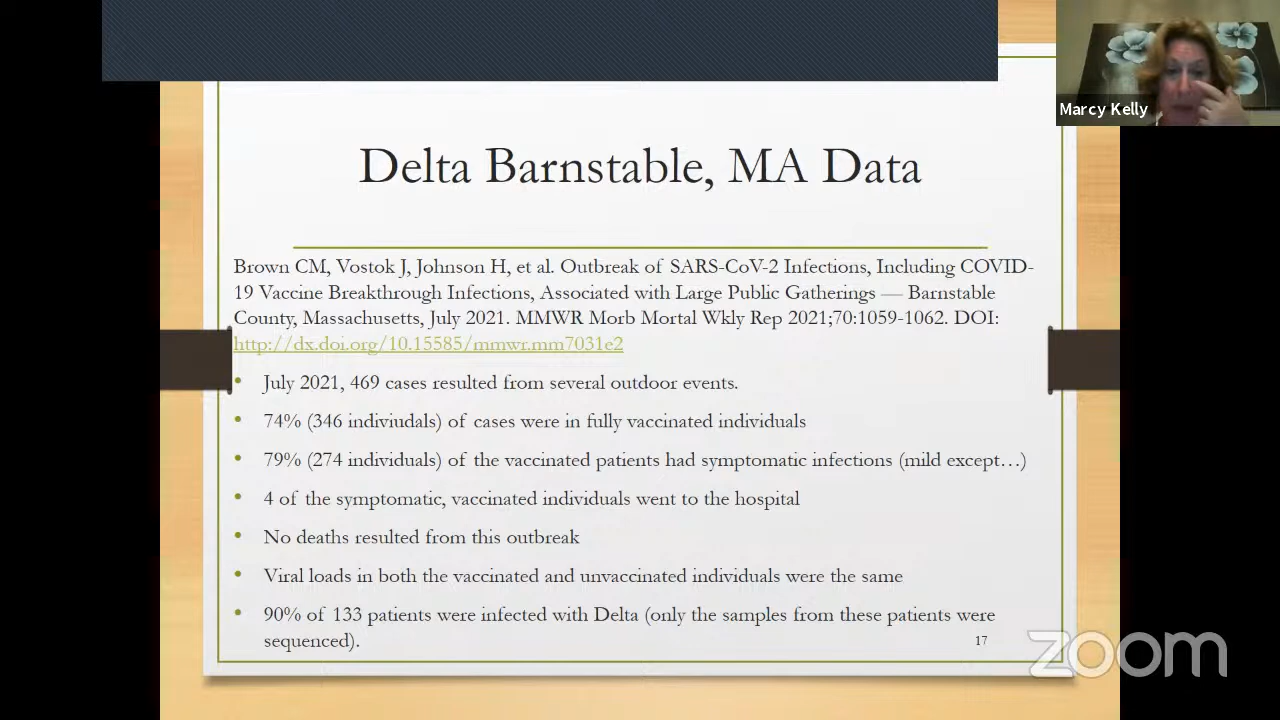 Marcy Kelly
Delta Barnstable, MA Data
Brown CM, Vostok J, Johnson H, et al. Outbreak of SARS-CoV-2 Infections, Including COVID-
19 Vaccine Breakthrough Infections, Associated with Large Public Gatherings — Barnstable
County, Massachusetts, July 2021. MMWR Morb Mortal Wkly Rep 2021;70:1059-1062. DOI:
http://dx.doi.org/10.15585/mmwr.mm7031e2
• July 2021, 469 cases resulted from several outdoor events.
• 74% (346 indiviudals) of cases were in fully vaccinated individuals
• 79% (274 individuals) of the vaccinated patients had symptomatic infections (mild except…)
• 4 of the symptomatic, vaccinated individuals went to the hospital
• No deaths resulted from this outbreak
• Viral loads in both the vaccinated and unvaccinated individuals were the same
• 90% of 133 patients were infected with Delta (only the samples from these patients were
sequenced).
17
zoom